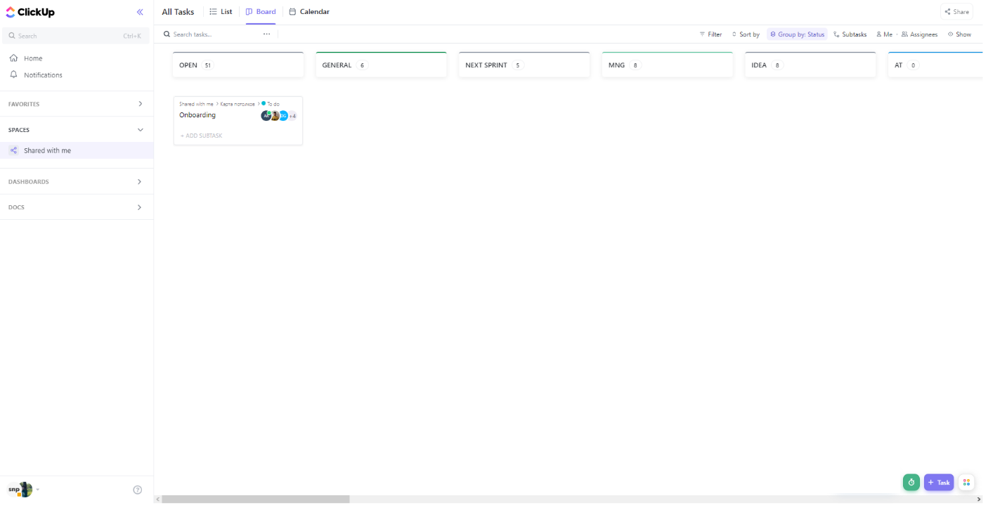 ClickUp
Search Ctrl+K
Home
Notifications
FAVORITES
SPACES
Shared with me
DASHBOARDS
DOCS
snp
All Tasks List Board Calendar Share
Search tasks... Filter Sort by Group by: Status Subtasks Me Assignees Show
OPEN 51 GENERAL 6 NEXT SPRINT 5 MNG 8 IDEA 8 AT 0
Shared with me > Карта потолков > To do
Onboarding +4
+ ADD SUBTASK
+ Task